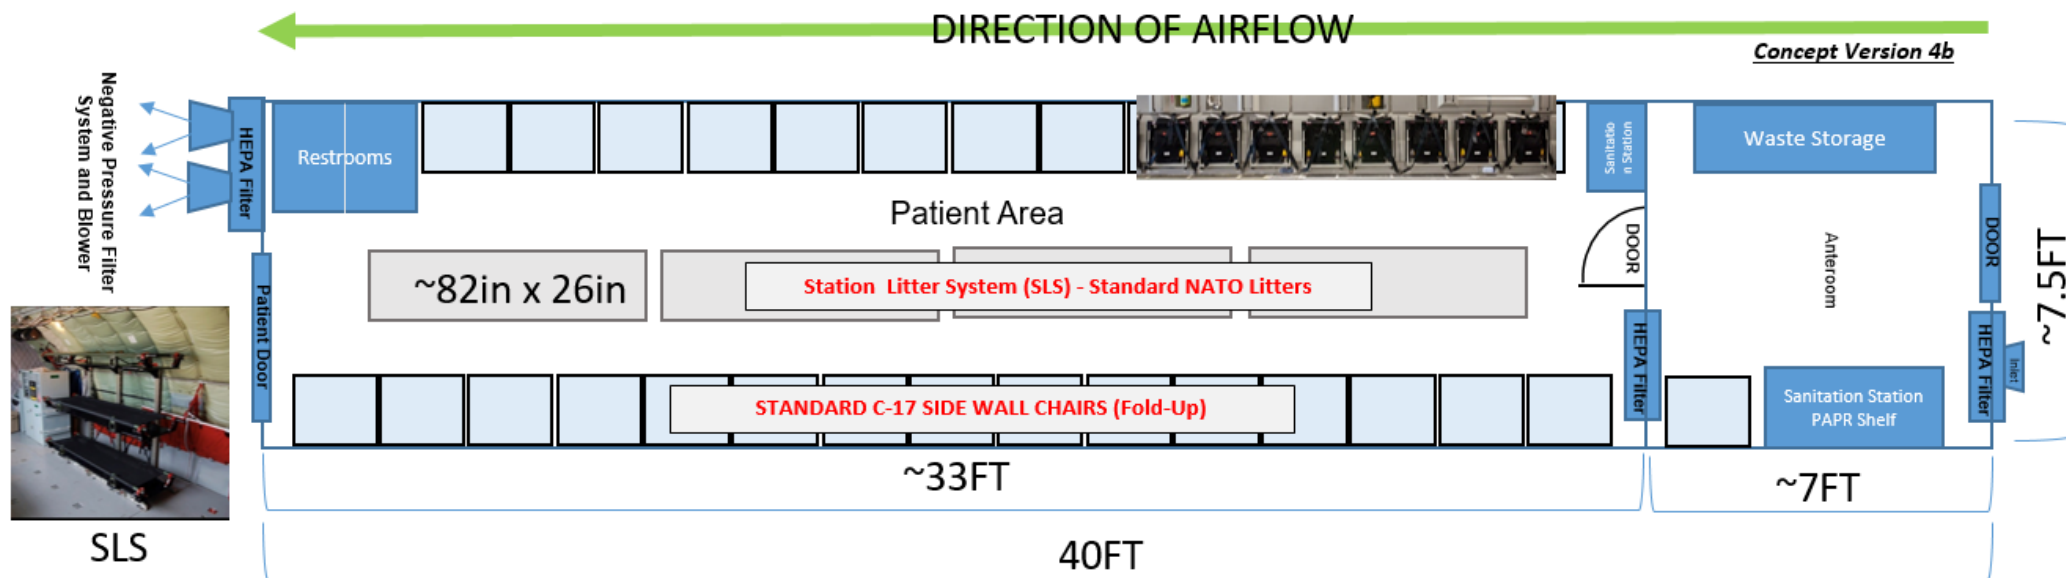 DIRECTION OF AIRFLOW
Concept Version 4b
Negative Pressure Filter
System and Blower
HEPA Filter
Restrooms
Sanitatio
n Station
Waste Storage
Patient Area
DOOR
Anteroom
DOOR
~7.5FT
~82in x 26in
Station Litter System (SLS) - Standard NATO Litters
Patient Door
HEPA Filter
HEPA Filter
Inlet
STANDARD C-17 SIDE WALL CHAIRS (Fold-Up)
Sanitation Station
PAPR Shelf
~33FT
~7FT
SLS
40FT